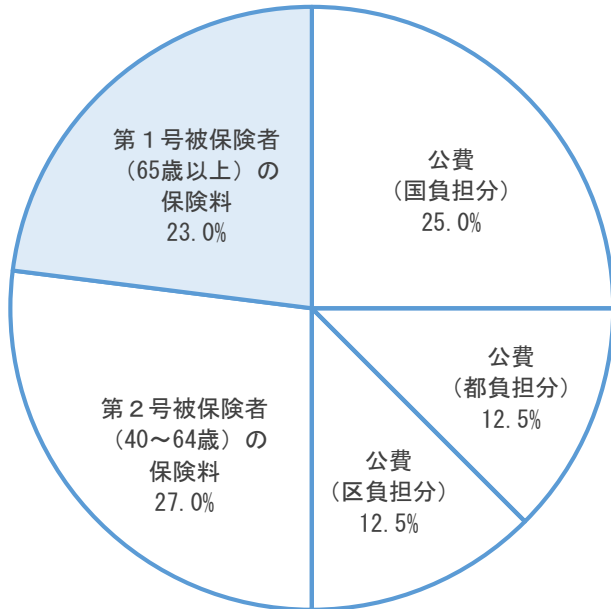 第１号被保険者
（65歳以上）の
保険料
23.0%
公費
（国負担分）
25.0%
公費
（都負担分）
12.5%
公費
（区負担分）
12.5%
第２号被保険者
（40～64歳）の
保険料
27.0%